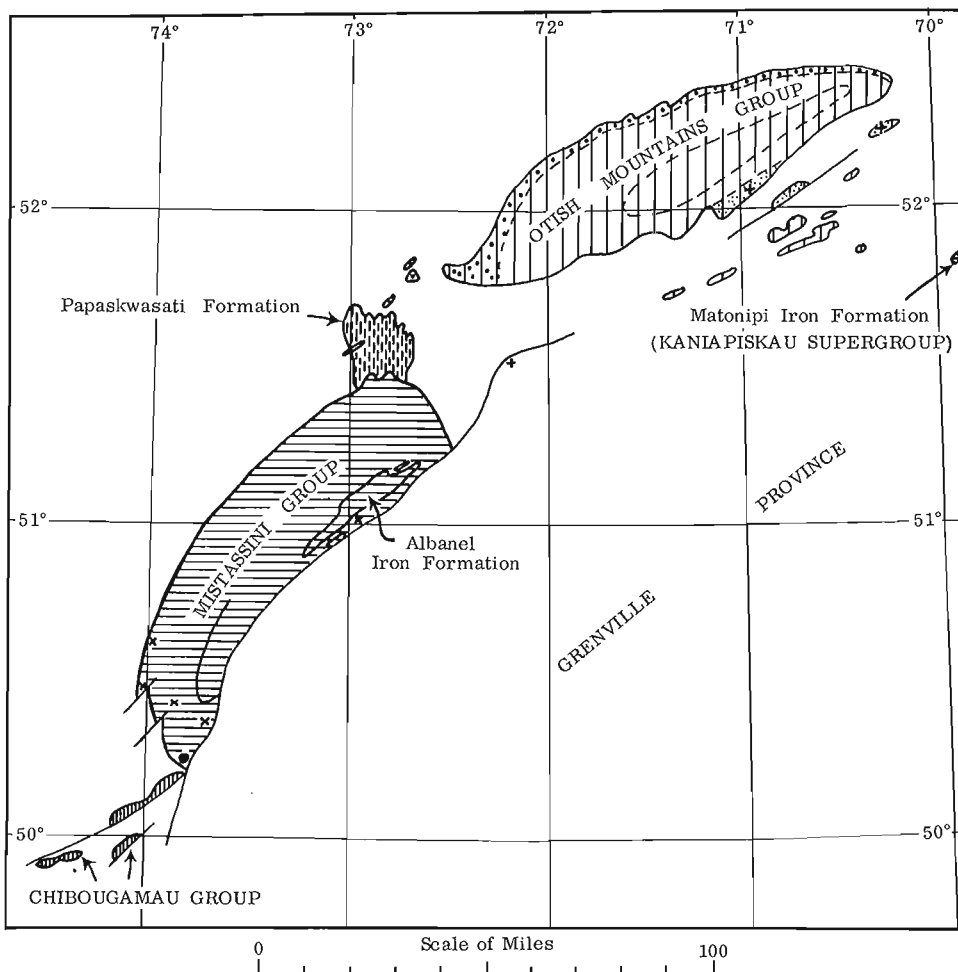 74° 73° 72° 71° 70°
OTISH MOUNTAINS GROUP
52° 52°
Papaskwasati Formation
Matonipi Iron Formation
(KANIAPISKAU SUPERGROUP)
MISTASSINI GROUP
PROVINCE
51° 51°
Albanel
Iron Formation
GRENVILLE
50° 50°
CHIBOUGAMAU GROUP
Scale of Miles
0 100